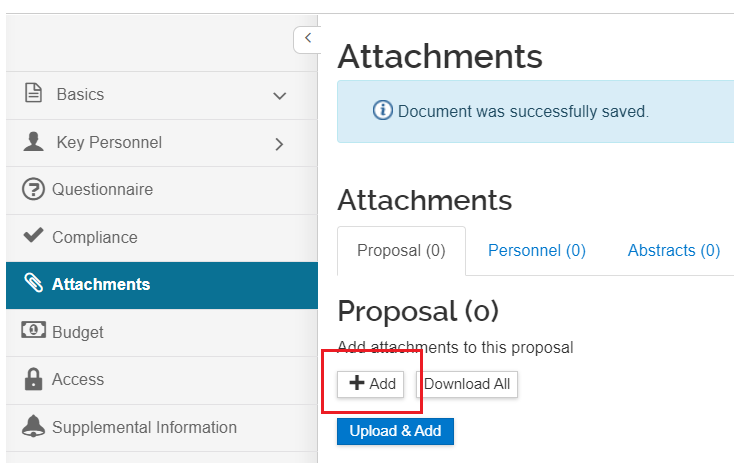 Basics
Key Personnel
Questionnaire
Compliance
Attachments
Budget
Access
Supplemental Information
Attachments
Document was successfully saved.
Attachments
Proposal (0) Personnel (0) Abstracts (0)
Proposal (0)
Add attachments to this proposal
Add Download All
Upload & Add